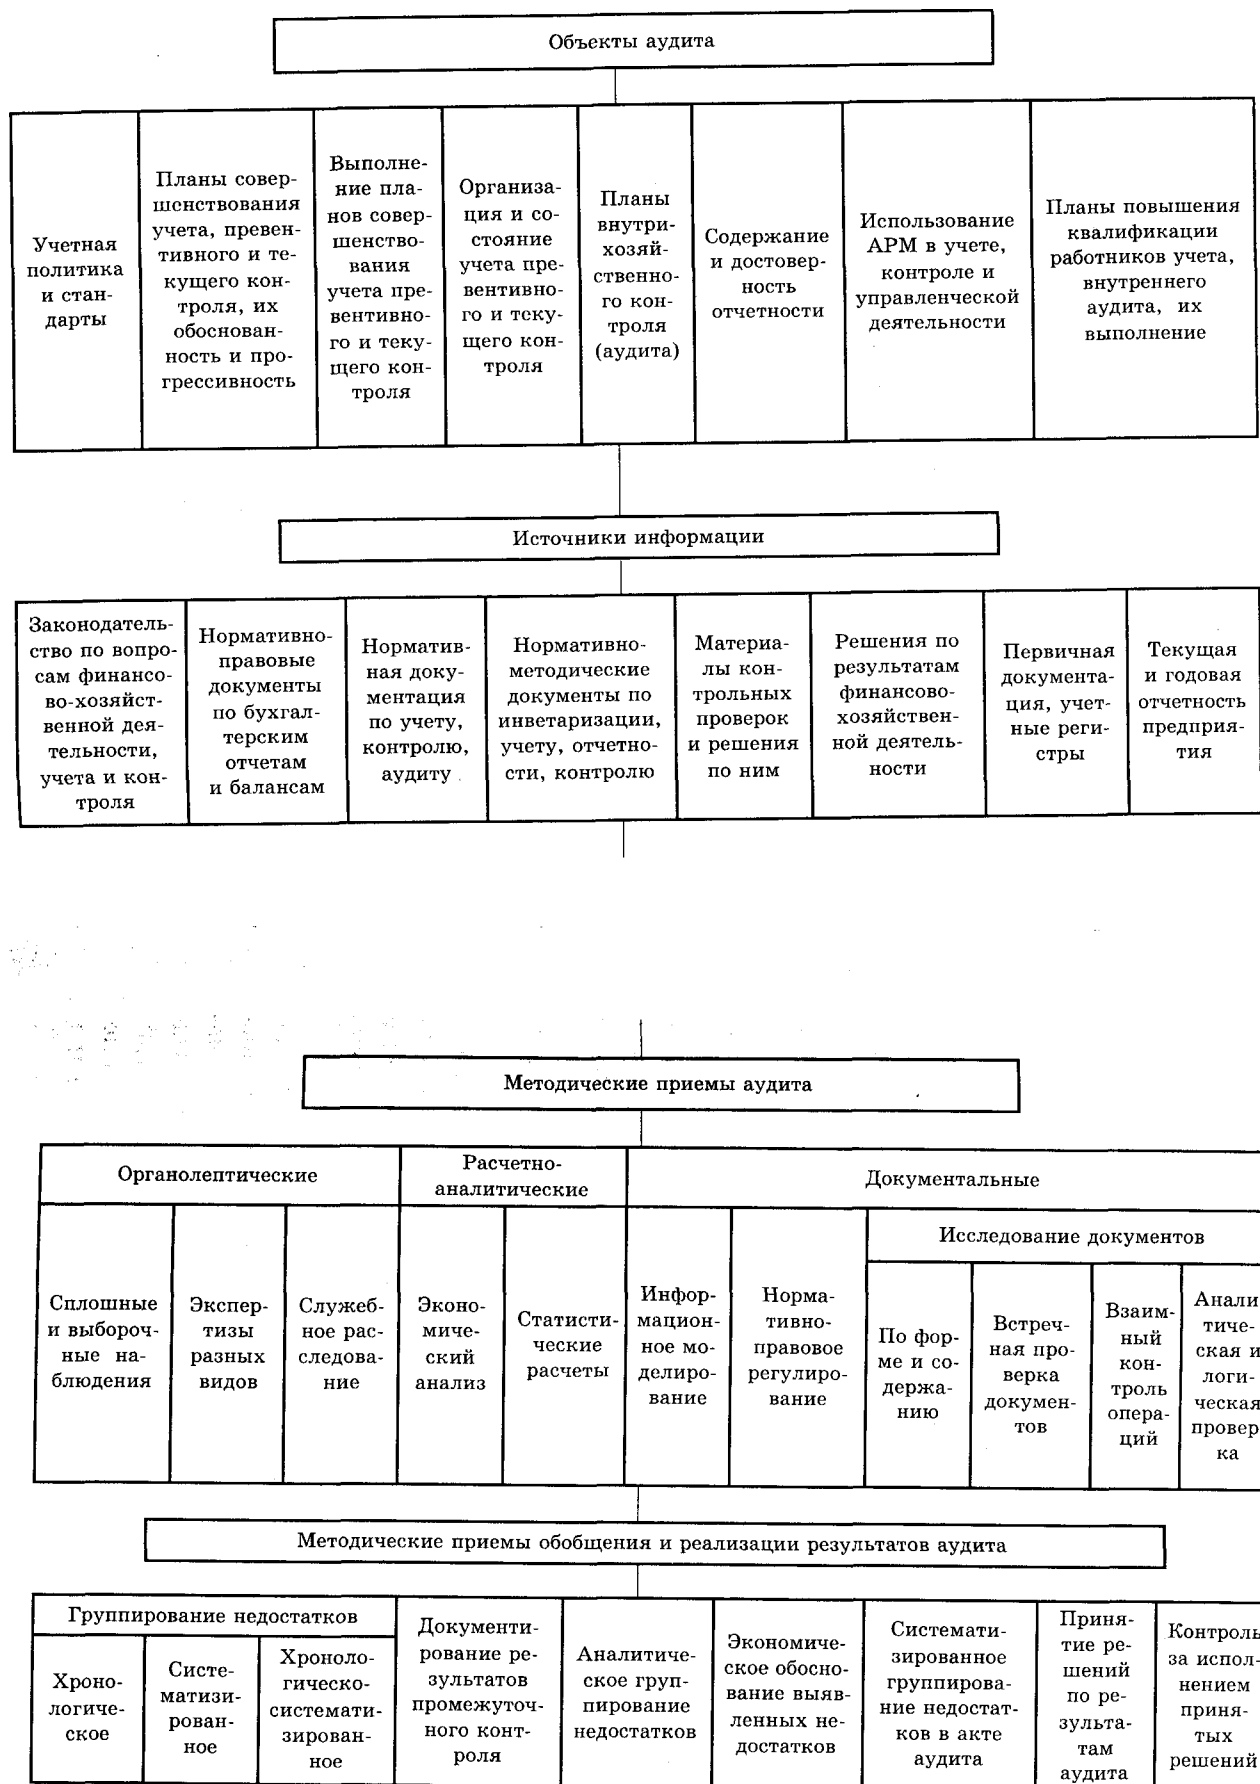 Объекты аудита
Учетная
политика
и стан-
дарты
Планы совер-
шенствования
учета, превен-
тивного и те-
кущего кон-
троля, их
обоснован-
ность и про-
грессивность
Выполне-
ние пла-
нов совер-
шенство-
вания
учета пре-
вентивно-
го и теку-
щего кон-
троля
Организа-
ция и со-
стояние
учета пре-
вентивно-
го и теку-
щего кон-
троля
Планы
внутри-
хозяй-
ственно-
го кон-
троля
(аудита)
Содержание
и достовер-
ность
отчетности
Использование
АРМ в учете,
контроле и
управленческой
деятельности
Планы повышения
квалификации
работников учета,
внутреннего
аудита, их
выполнение
Источники информации
Законодатель-
ство по вопро-
сам финансо-
во-хозяйст-
венной дея-
тельности,
учета и кон-
троля
Нормативно-
правовые
документы
по бухгал-
терским
отчетам
и балансам
Норматив-
ная доку-
ментация
по учету,
контролю,
аудиту
Нормативно-
методические
документы по
инветаризации,
учету, отчетно-
сти, контролю
Материа-
лы кон-
трольных
проверок
и решения
по ним
Решения по
результатам
финансово-
хозяйствен-
ной деятель-
ности
Первичная
документа-
ция, учет-
ные реги-
стры
Текущая
и годовая
отчетность
предприя-
тия
Методические приемы аудита
Органолептические
Расчетно-
аналитические
Документальные
Сплошные
и выбороч-
ные на-
блюдения
Экспер-
тизы
разных
видов
Служеб-
ное рас-
следова-
ние
Эконо-
миче-
ский
анализ
Статисти-
ческие
расчеты
Инфор-
мацион-
ное мо-
делиро-
вание
Норма-
тивно-
правовое
регулиро-
вание
Исследование документов
По фор-
ме и со-
держа-
нию
Встреч-
ная про-
верка
докумен-
тов
Взаим-
ный
кон-
троль
опера-
ций
Анали
тиче-
ская и
логи-
ческая
провер
ка
Методические приемы обобщения и реализации результатов аудита
Группирование недостатков
Хроно-
логиче-
ское
Систе-
матизи-
рован-
ное
Хроноло-
гическо-
системати-
зирован-
ное
Документи-
рование ре-
зультатов
промежуточ-
ного конт-
роля
Аналитиче-
ское груп-
пирование
недостатков
Экономиче-
ское обосно-
вание выяв-
ленных не-
достатков
Системати-
зированное
группирова-
ние недостат-
ков в акте
аудита
Приня-
тие ре-
шений
по ре-
зульта-
там
аудита
Контроль
за испол-
нением
приня-
тых
решений